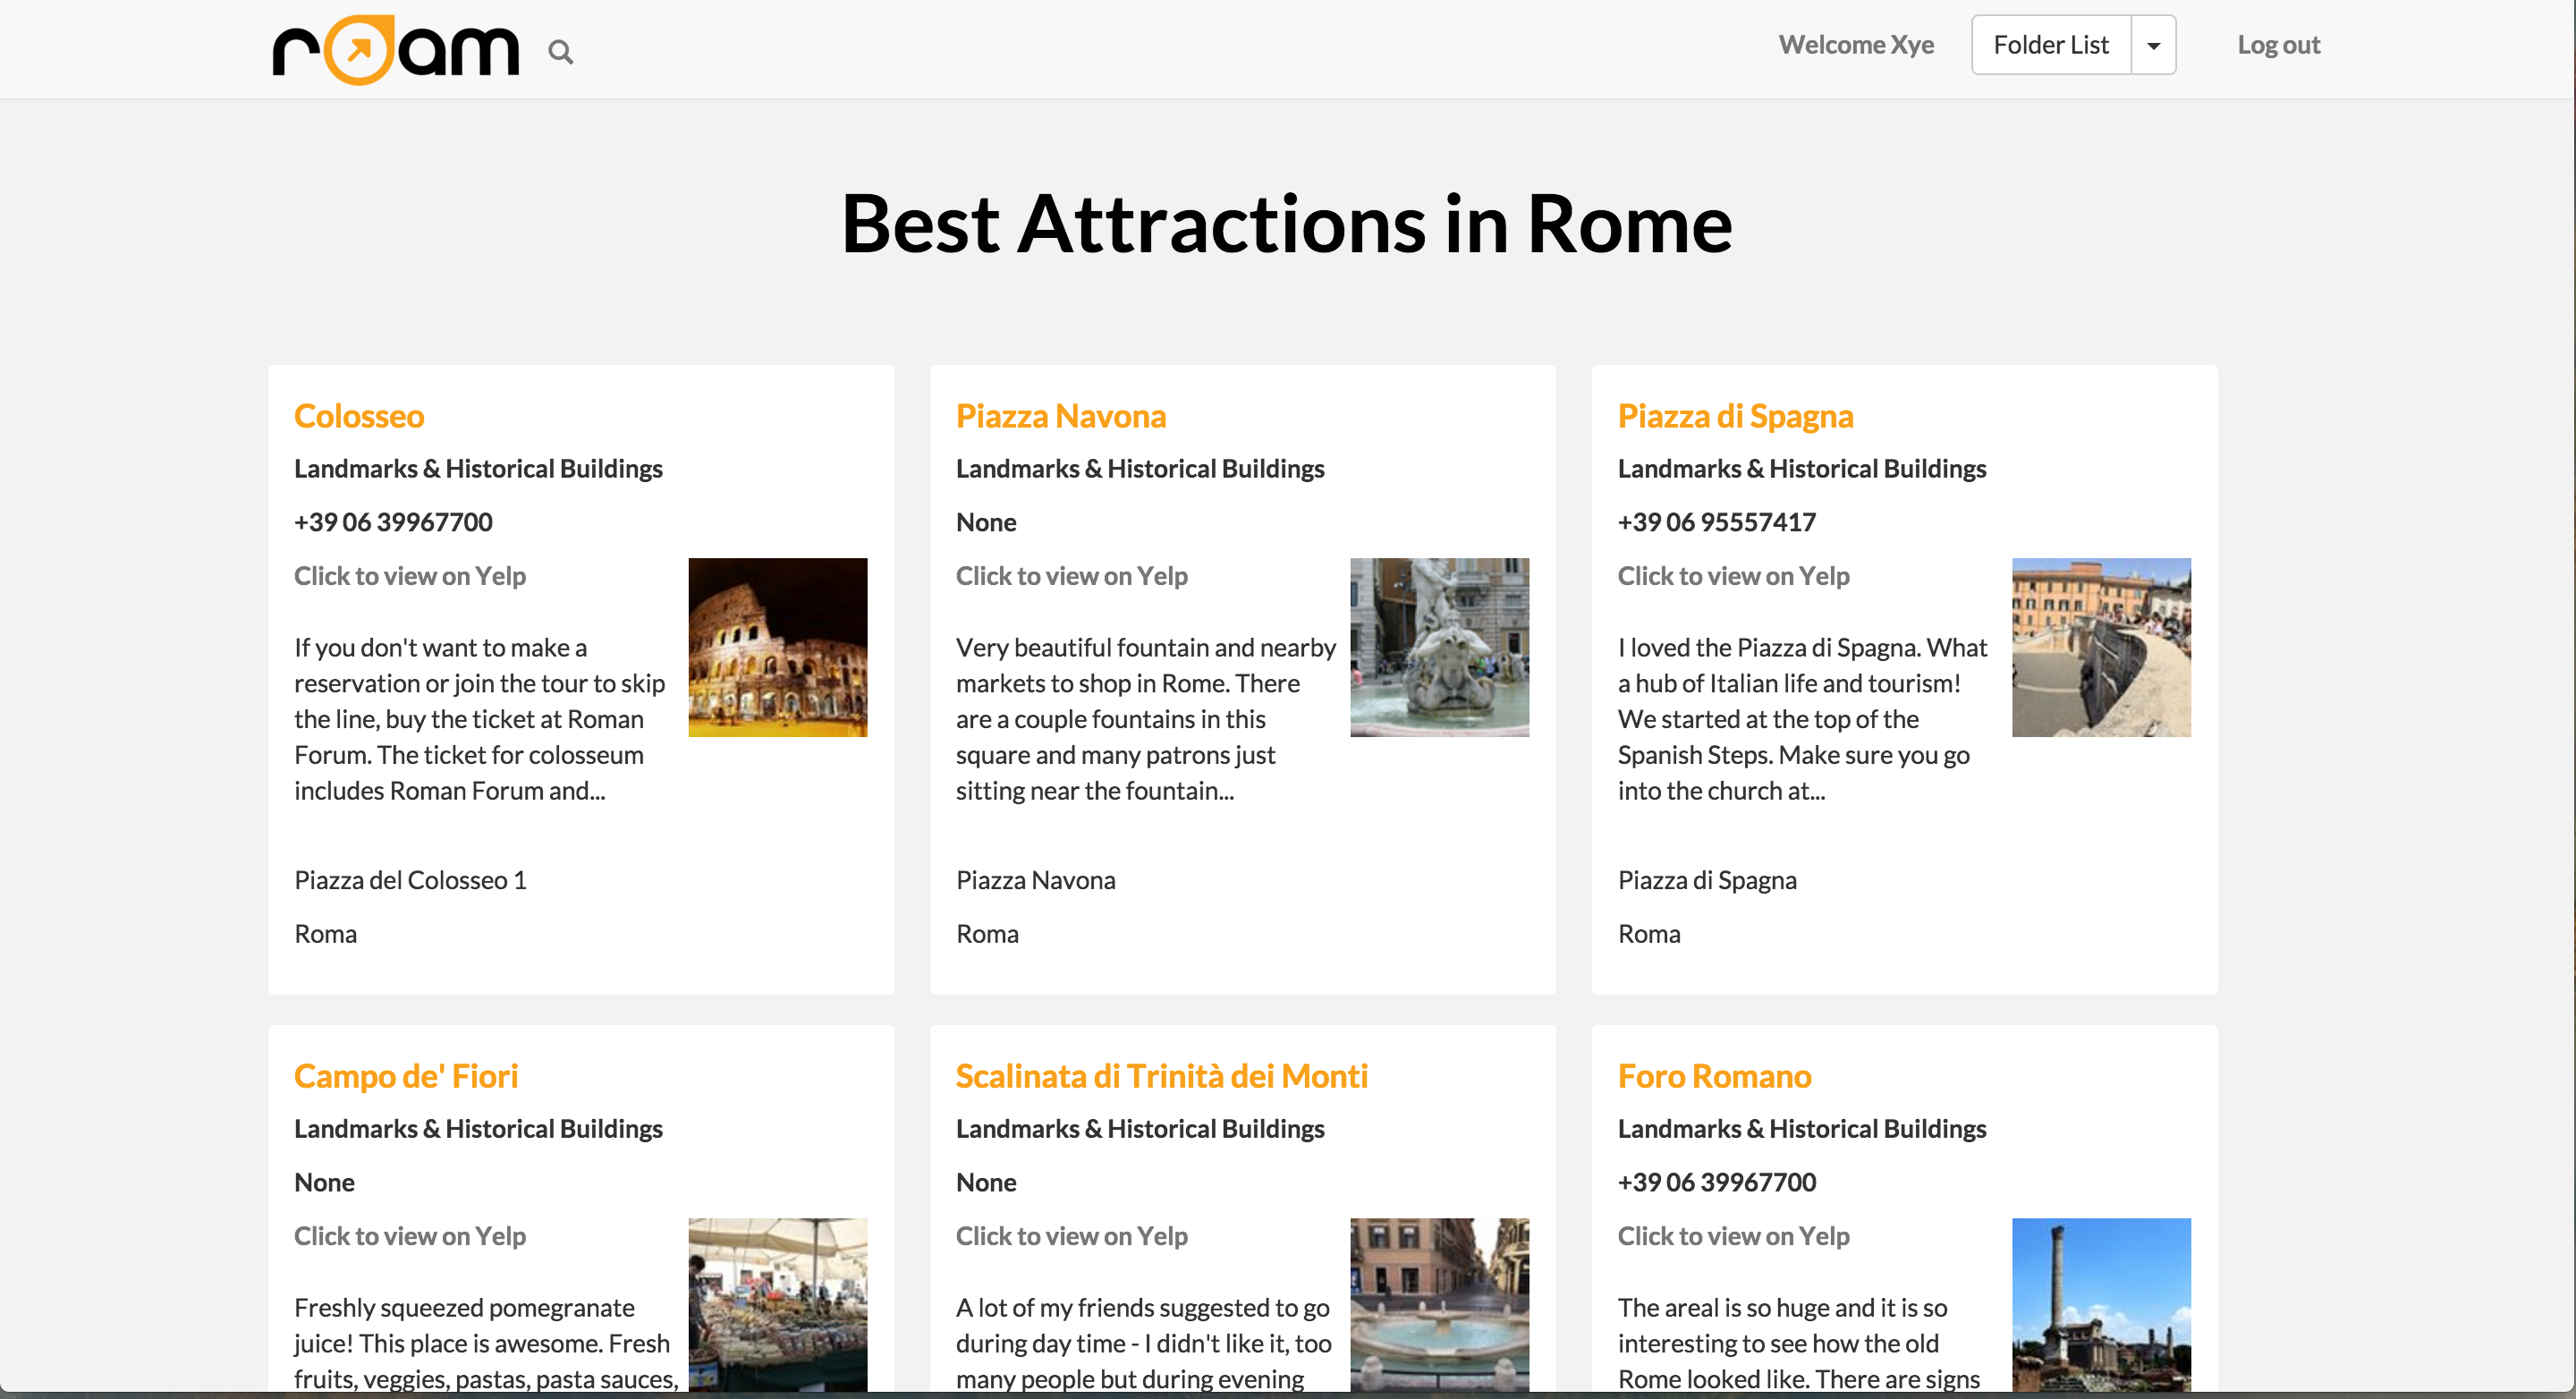 roam
Welcome Xye
Folder List
Log out
Best Attractions in Rome
Colosseo
Landmarks & Historical Buildings
+39 06 39967700
Click to view on Yelp
If you don't want to make a
reservation or join the tour to skip
the line, buy the ticket at Roman
Forum. The ticket for colosseum
includes Roman Forum and...
Piazza del Colosseo 1
Roma
Piazza Navona
Landmarks & Historical Buildings
None
Click to view on Yelp
Very beautiful fountain and nearby
markets to shop in Rome. There
are a couple fountains in this
square and many patrons just
sitting near the fountain...
Piazza Navona
Roma
Piazza di Spagna
Landmarks & Historical Buildings
+39 06 95557417
Click to view on Yelp
I loved the Piazza di Spagna. What
a hub of Italian life and tourism!
We started at the top of the
Spanish Steps. Make sure you go
into the church at...
Piazza di Spagna
Roma
Campo de' Fiori
Landmarks & Historical Buildings
None
Click to view on Yelp
Freshly squeezed pomegranate
juice! This place is awesome. Fresh
fruits, veggies, pastas, pasta sauces,
Scalinata di Trinità dei Monti
Landmarks & Historical Buildings
None
Click to view on Yelp
A lot of my friends suggested to go
during day time - I didn't like it, too
many people but during evening
Foro Romano
Landmarks & Historical Buildings
+39 06 39967700
Click to view on Yelp
The areal is so huge and it is so
interesting to see how the old
Rome looked like. There are signs